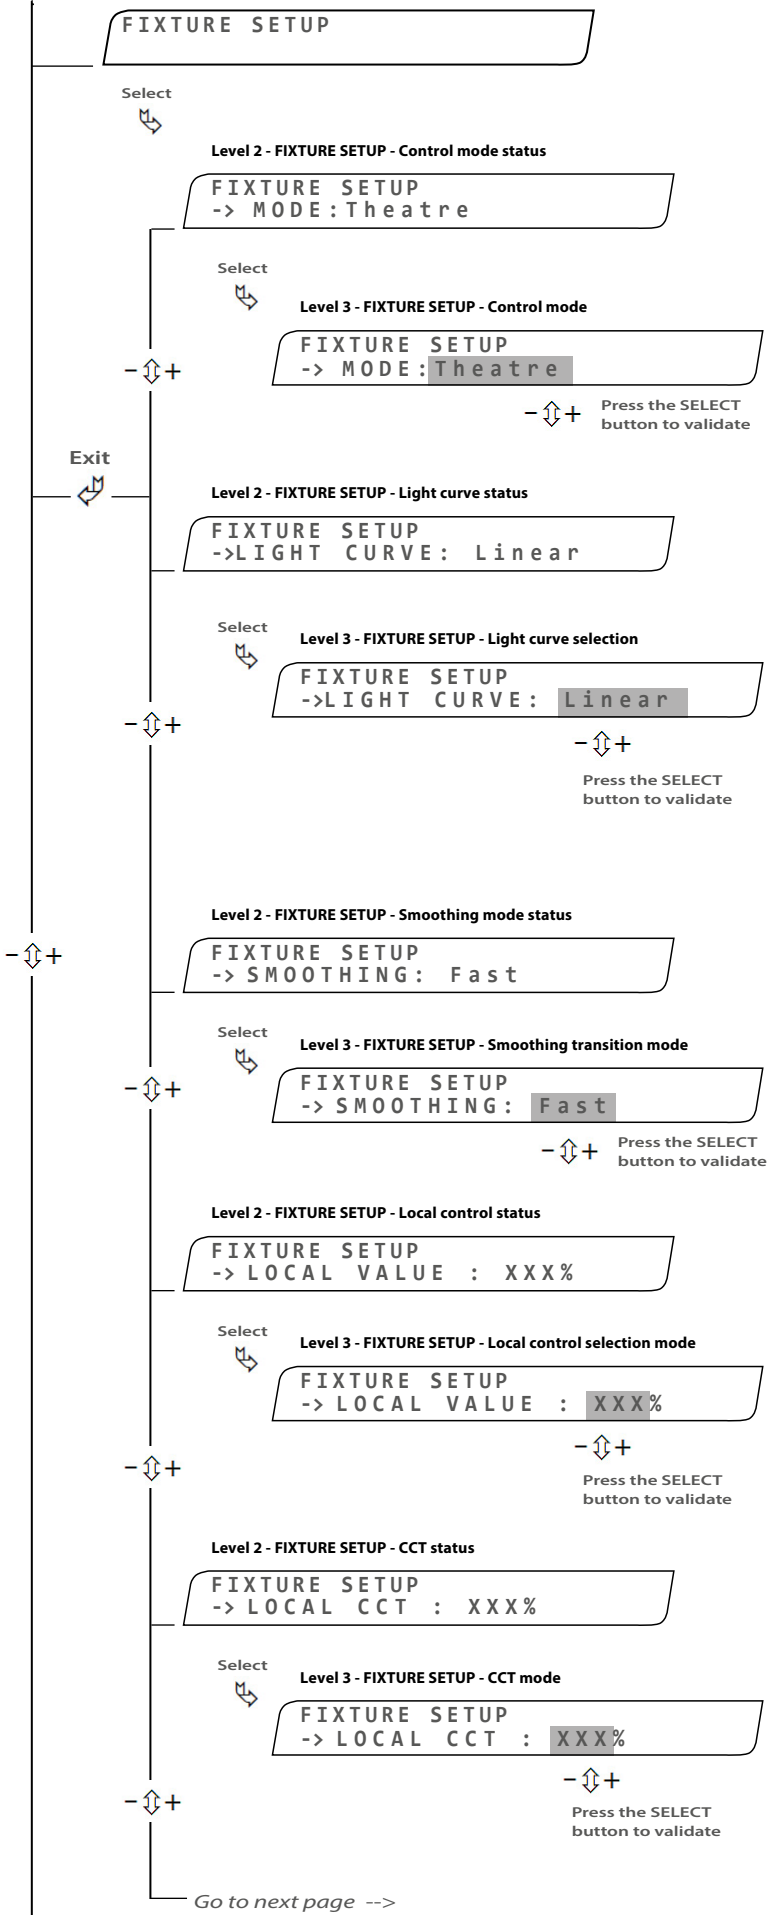 FIXTURE SETUP
Select
Level 2 - FIXTURE SETUP - Control mode status
FIXTURE SETUP
-> MODE:Theatre
Select
Level 3 - FIXTURE SETUP - Control mode
FIXTURE SETUP
-> MODE:Theatre
- +
- + Press the SELECT
button to validate
Exit
Level 2 - FIXTURE SETUP - Light curve status
FIXTURE SETUP
->LIGHT CURVE: Linear
Select
Level 3 - FIXTURE SETUP - Light curve selection
FIXTURE SETUP
->LIGHT CURVE: Linear
- +
- +
Press the SELECT
button to validate
Level 2 - FIXTURE SETUP - Smoothing mode status
- +
FIXTURE SETUP
-> SMOOTHING: Fast
Select
Level 3 - FIXTURE SETUP - Smoothing transition mode
- +
FIXTURE SETUP
-> SMOOTHING: Fast
- + Press the SELECT
button to validate
Level 2 - FIXTURE SETUP - Local control status
FIXTURE SETUP
-> LOCAL VALUE : XXX%
Select
Level 3 - FIXTURE SETUP - Local control selection mode
FIXTURE SETUP
-> LOCAL VALUE : XXX%
- +
- +
Press the SELECT
button to validate
Level 2 - FIXTURE SETUP - CCT status
FIXTURE SETUP
-> LOCAL CCT : XXX%
Select
Level 3 - FIXTURE SETUP - CCT mode
FIXTURE SETUP
-> LOCAL CCT : XXX%
- +
- +
Press the SELECT
button to validate
Go to next page -->